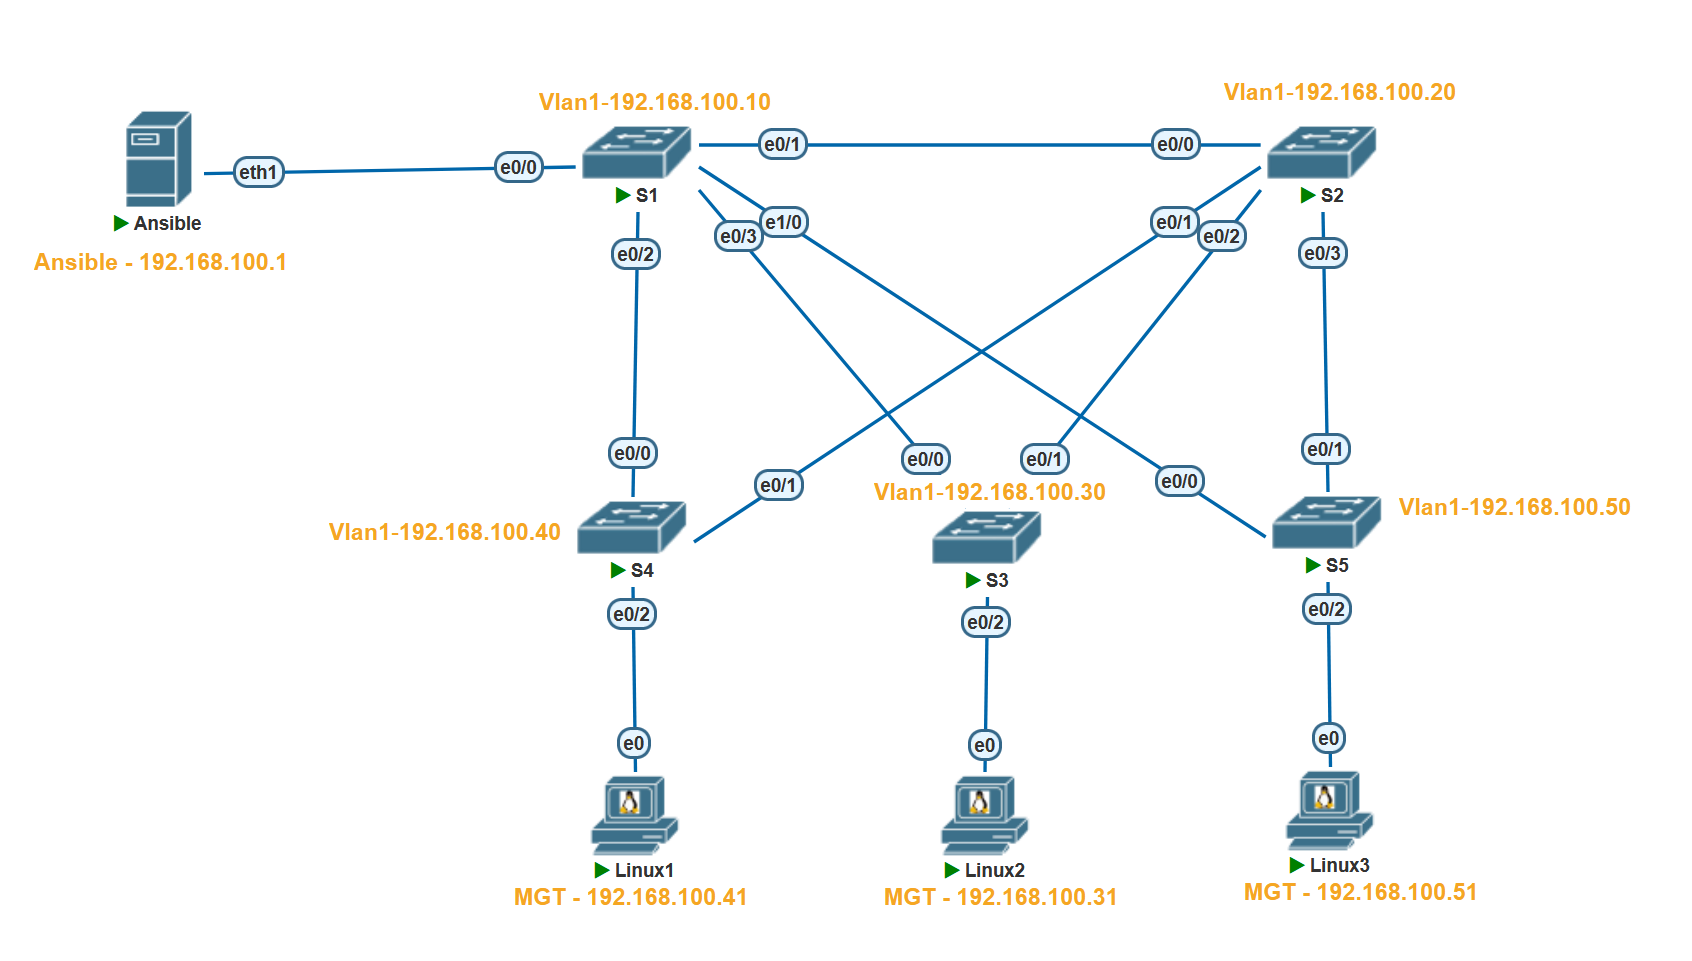 Vlan1-192.168.100.10
Vlan1-192.168.100.20
e0/1
e0/0
eth1
e0/0
S1
S2
Ansible
e0/3
e1/0
e0/1
e0/2
e0/2
e0/3
Ansible - 192.168.100.1
e0/0
e0/0
e0/1
e0/1
e0/1
e0/0
Vlan1-192.168.100.30
Vlan1-192.168.100.50
Vlan1-192.168.100.40
S4
S3
S5
e0/2
e0/2
e0/2
e0
e0
e0
Linux1
Linux2
Linux3
MGT - 192.168.100.41
MGT - 192.168.100.31
MGT - 192.168.100.51